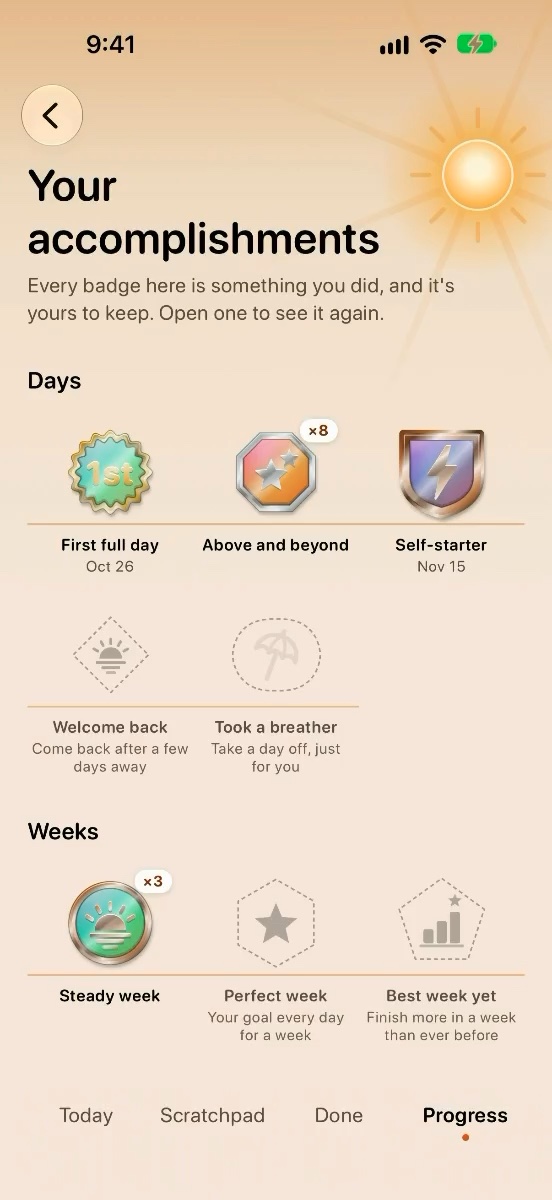 9:41
Your
accomplishments
Every badge here is something you did, and it's
yours to keep. Open one to see it again.
Days
1st
×8
First full day
Oct 26
Above and beyond
Self-starter
Nov 15
Welcome back
Come back after a few
days away
Took a breather
Take a day off, just
for you
Weeks
×3
Steady week
Perfect week
Your goal every day
for a week
Best week yet
Finish more in a week
than ever before
Today
Scratchpad
Done
Progress